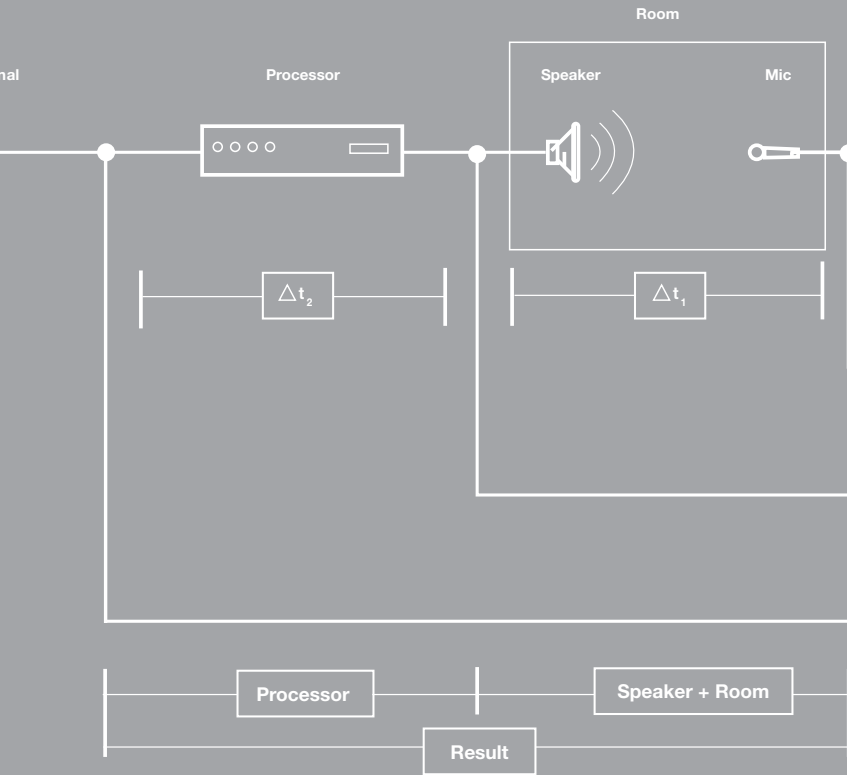 Room
nal
Processor
Speaker
Mic
△t₂
△t₁
Processor
Speaker + Room
Result